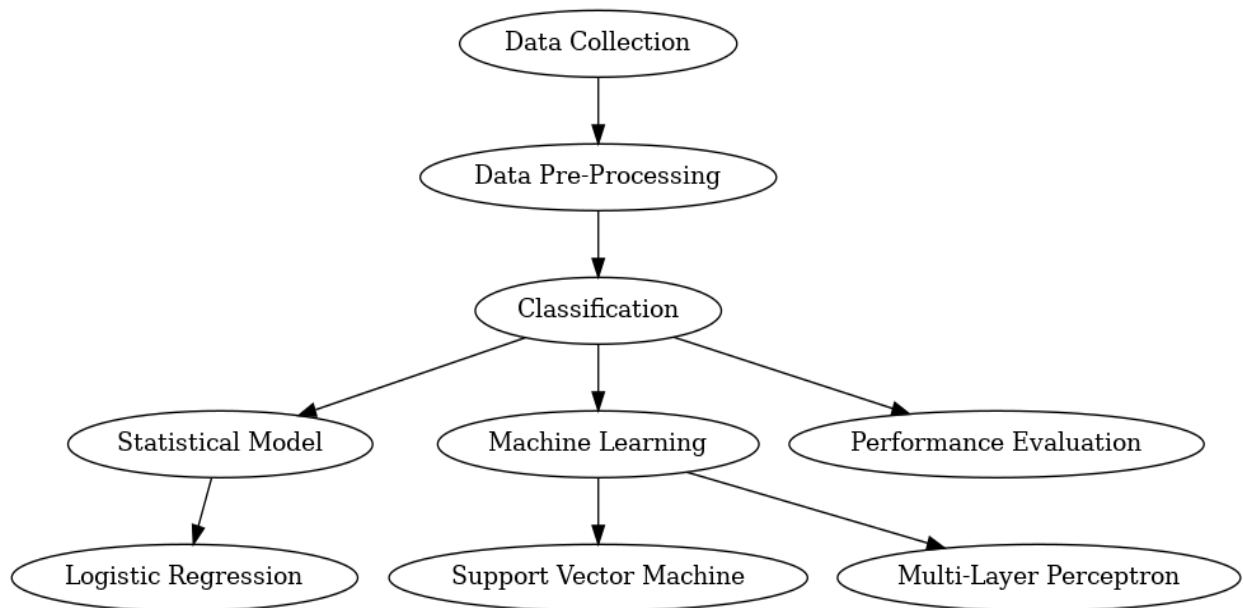 Data Collection
Data Pre-Processing
Classification
Statistical Model
Machine Learning
Performance Evaluation
Logistic Regression
Support Vector Machine
Multi-Layer Perceptron